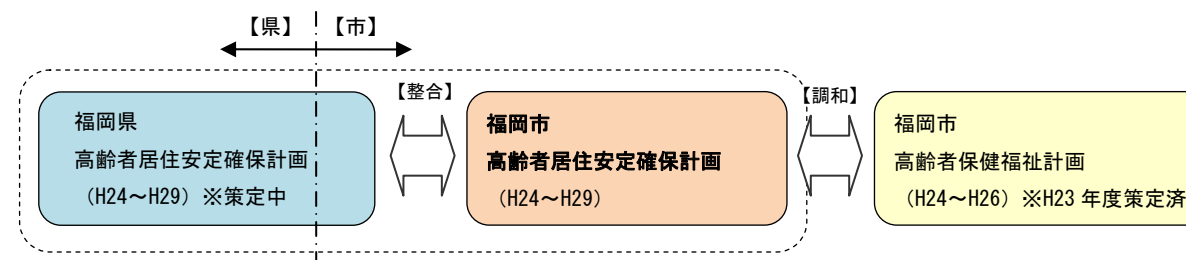 【県】 【市】
【整合】
【調和】
福岡県
高齢者居住安定確保計画
（H24～H29）※策定中
福岡市
高齢者居住安定確保計画
（H24～H29）
福岡市
高齢者保健福祉計画
（H24～H26）※H23 年度策定済